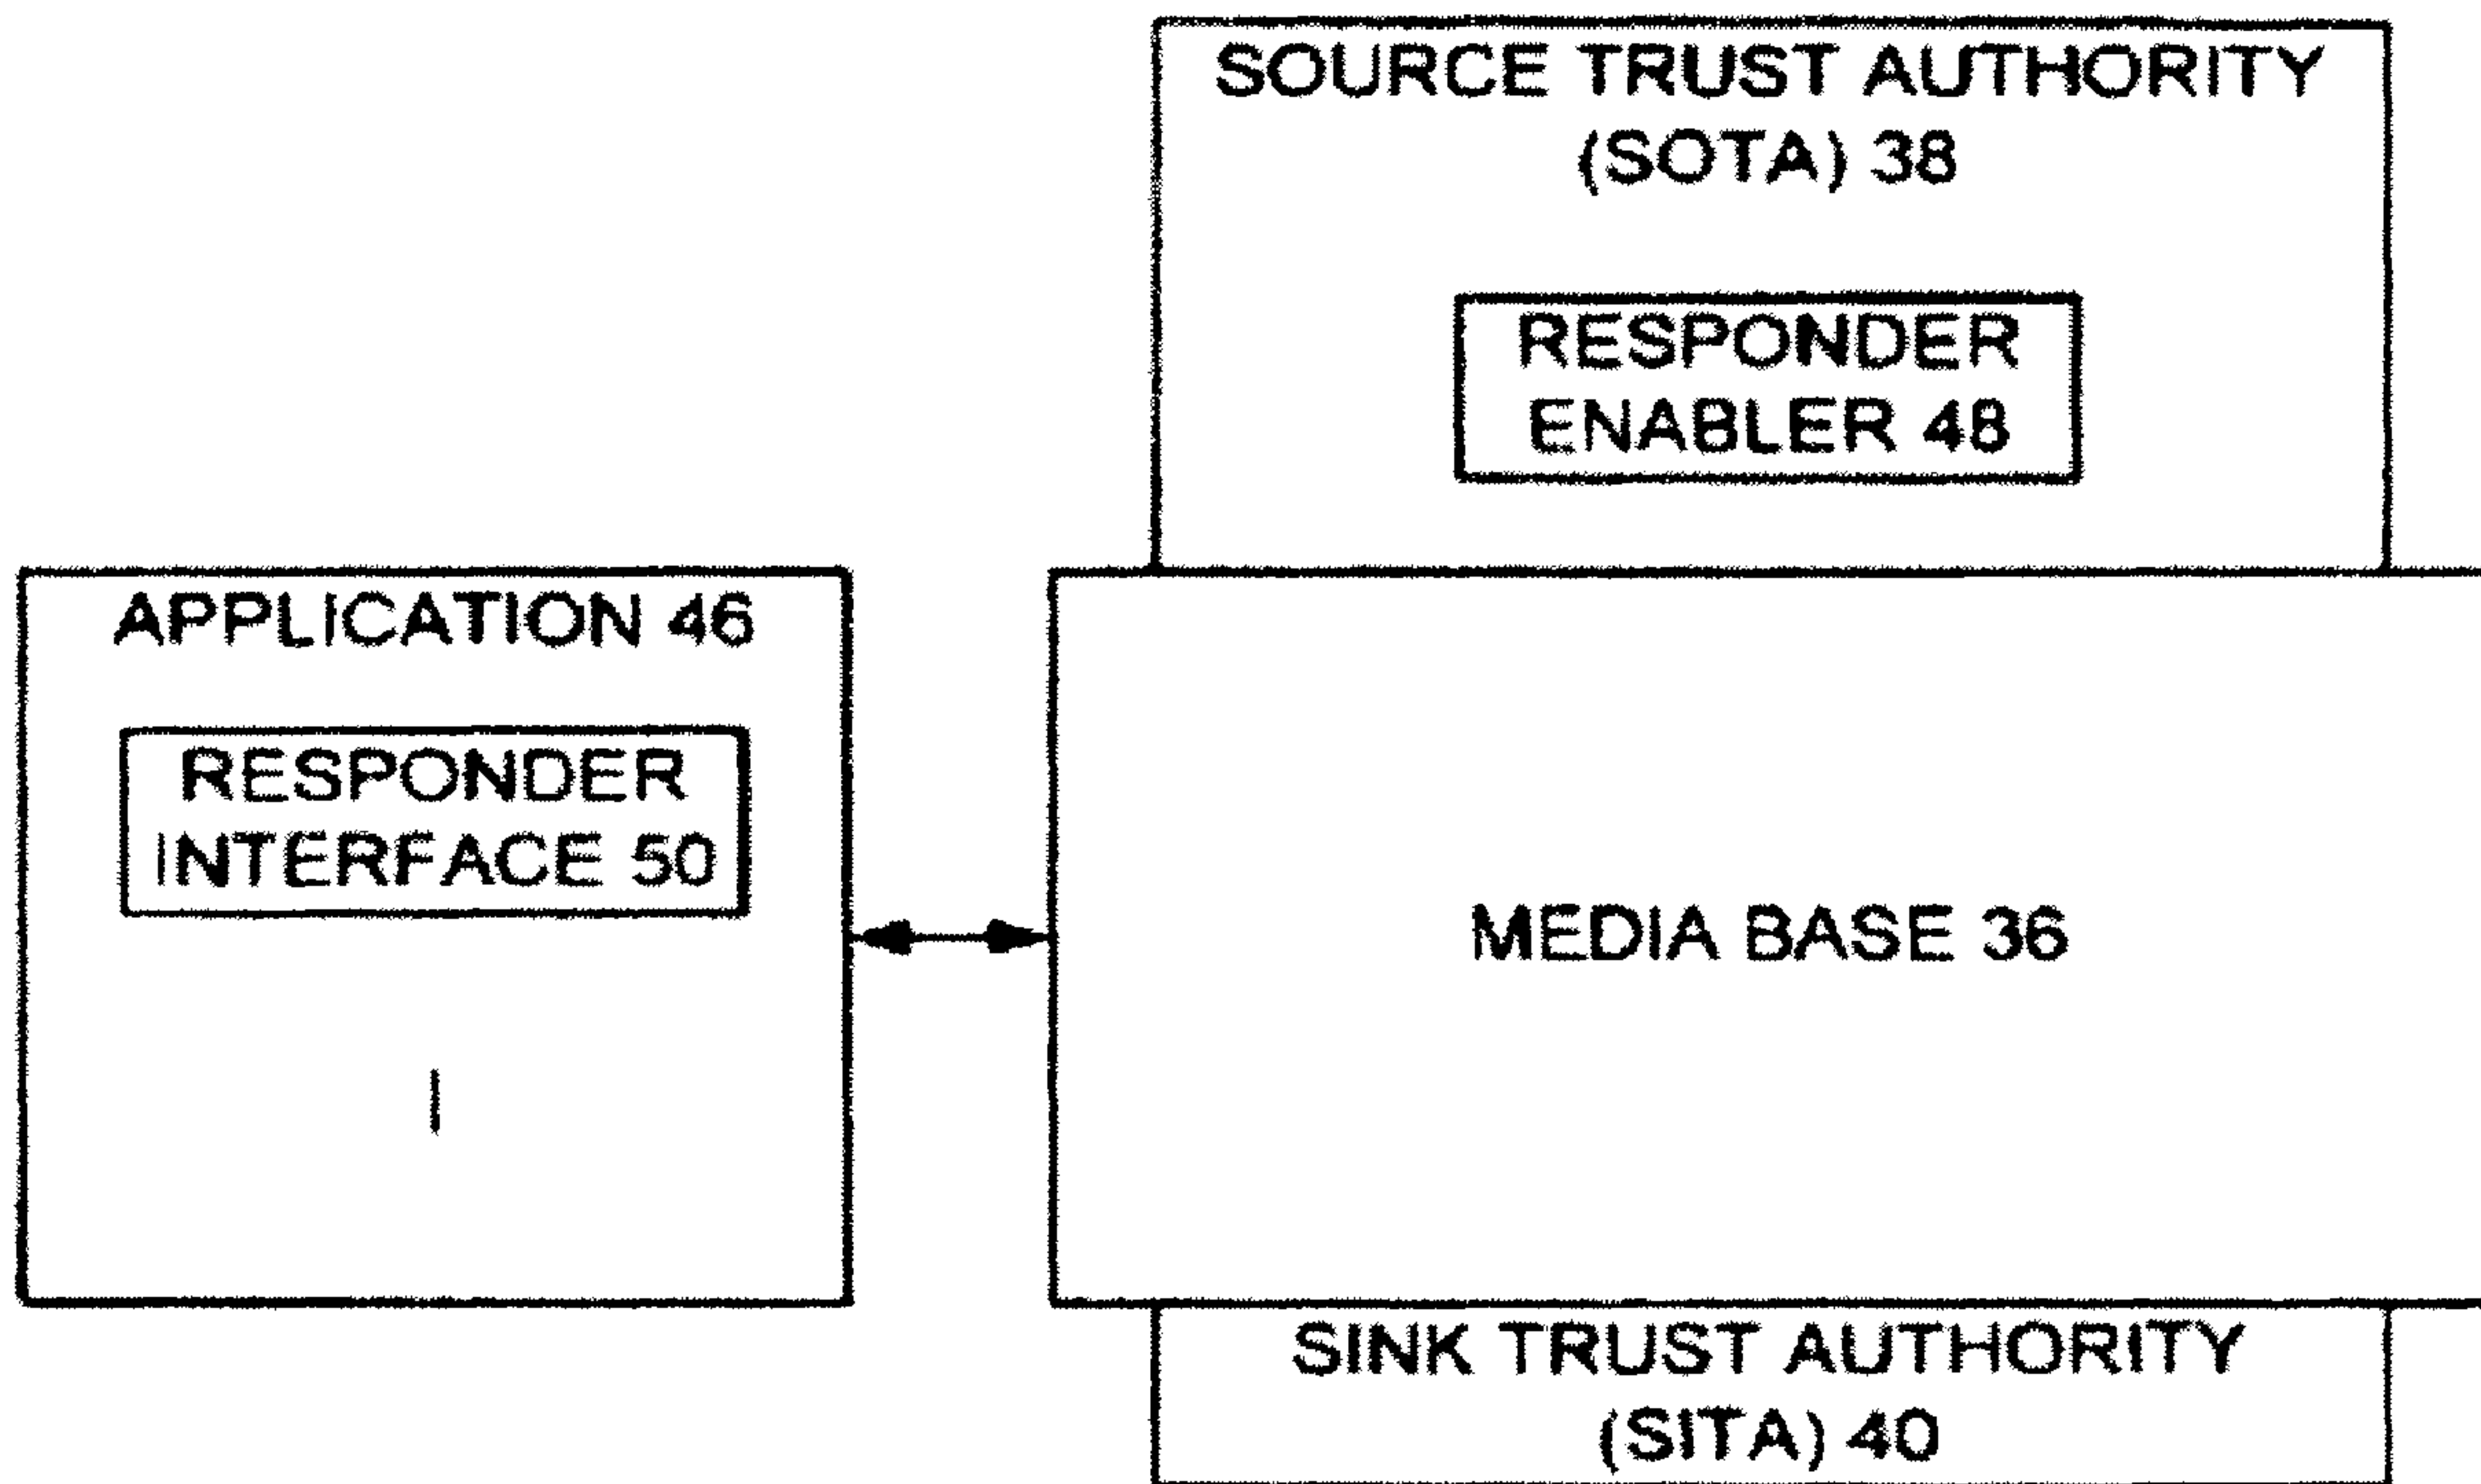 SOURCE TRUST AUTHORITY
(SOTA) 38
RESPONDER
ENABLER 48
APPLICATION 46
RESPONDER
INTERFACE 50
MEDIA BASE 36
SINK TRUST AUTHORITY
(SITA) 40